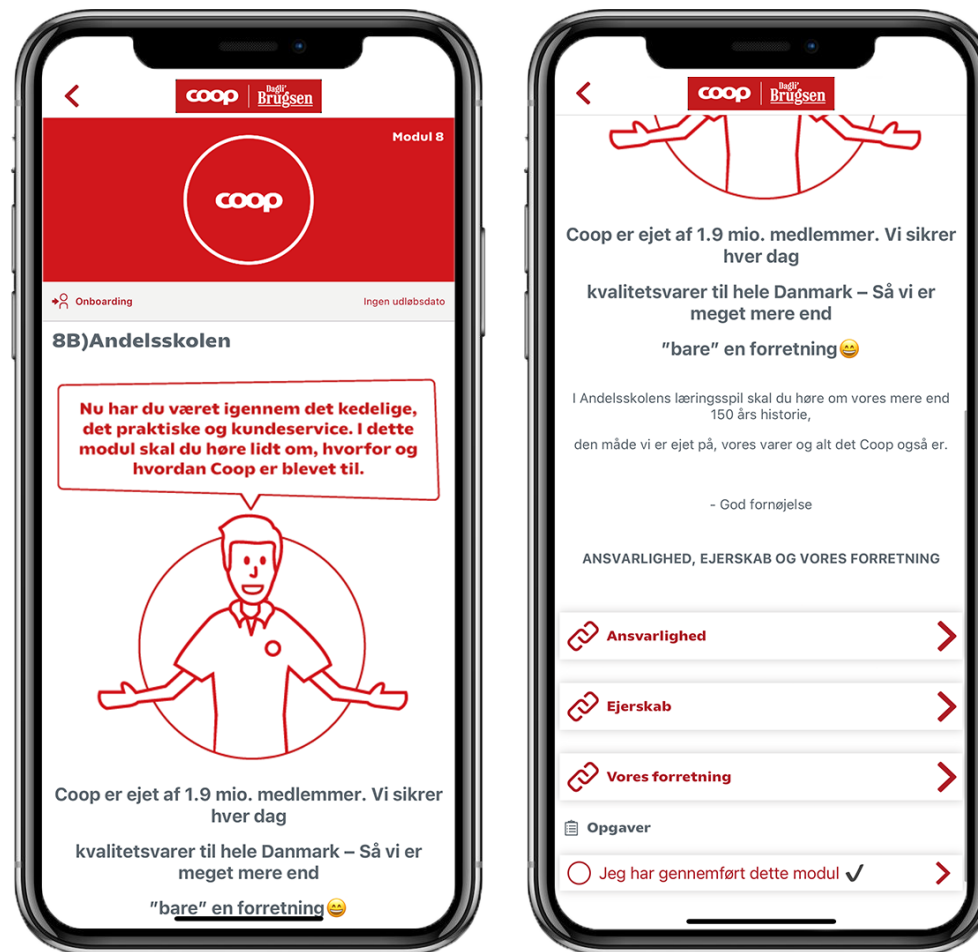 coop Dagli' Brugsen
Modul 8
coop
Onboarding Ingen udløbsdato
8B)Andelsskolen
Nu har du været igennem det kedelige,
det praktiske og kundeservice. I dette
modul skal du høre lidt om, hvorfor og
hvordan Coop er blevet til.
Coop er ejet af 1.9 mio. medlemmer. Vi sikrer
hver dag
kvalitetsvarer til hele Danmark – Så vi er
meget mere end
"bare" en forretning😄
coop Dagli' Brugsen
Coop er ejet af 1.9 mio. medlemmer. Vi sikrer
hver dag
kvalitetsvarer til hele Danmark – Så vi er
meget mere end
"bare" en forretning😄
I Andelsskolens læringsspil skal du høre om vores mere end
150 års historie,
den måde vi er ejet på, vores varer og alt det Coop også er.
- God fornøjelse
ANSVARLIGHED, EJERSKAB OG VORES FORRETNING
Ansvarlighed
Ejerskab
Vores forretning
Opgaver
Jeg har gennemført dette modul ✔